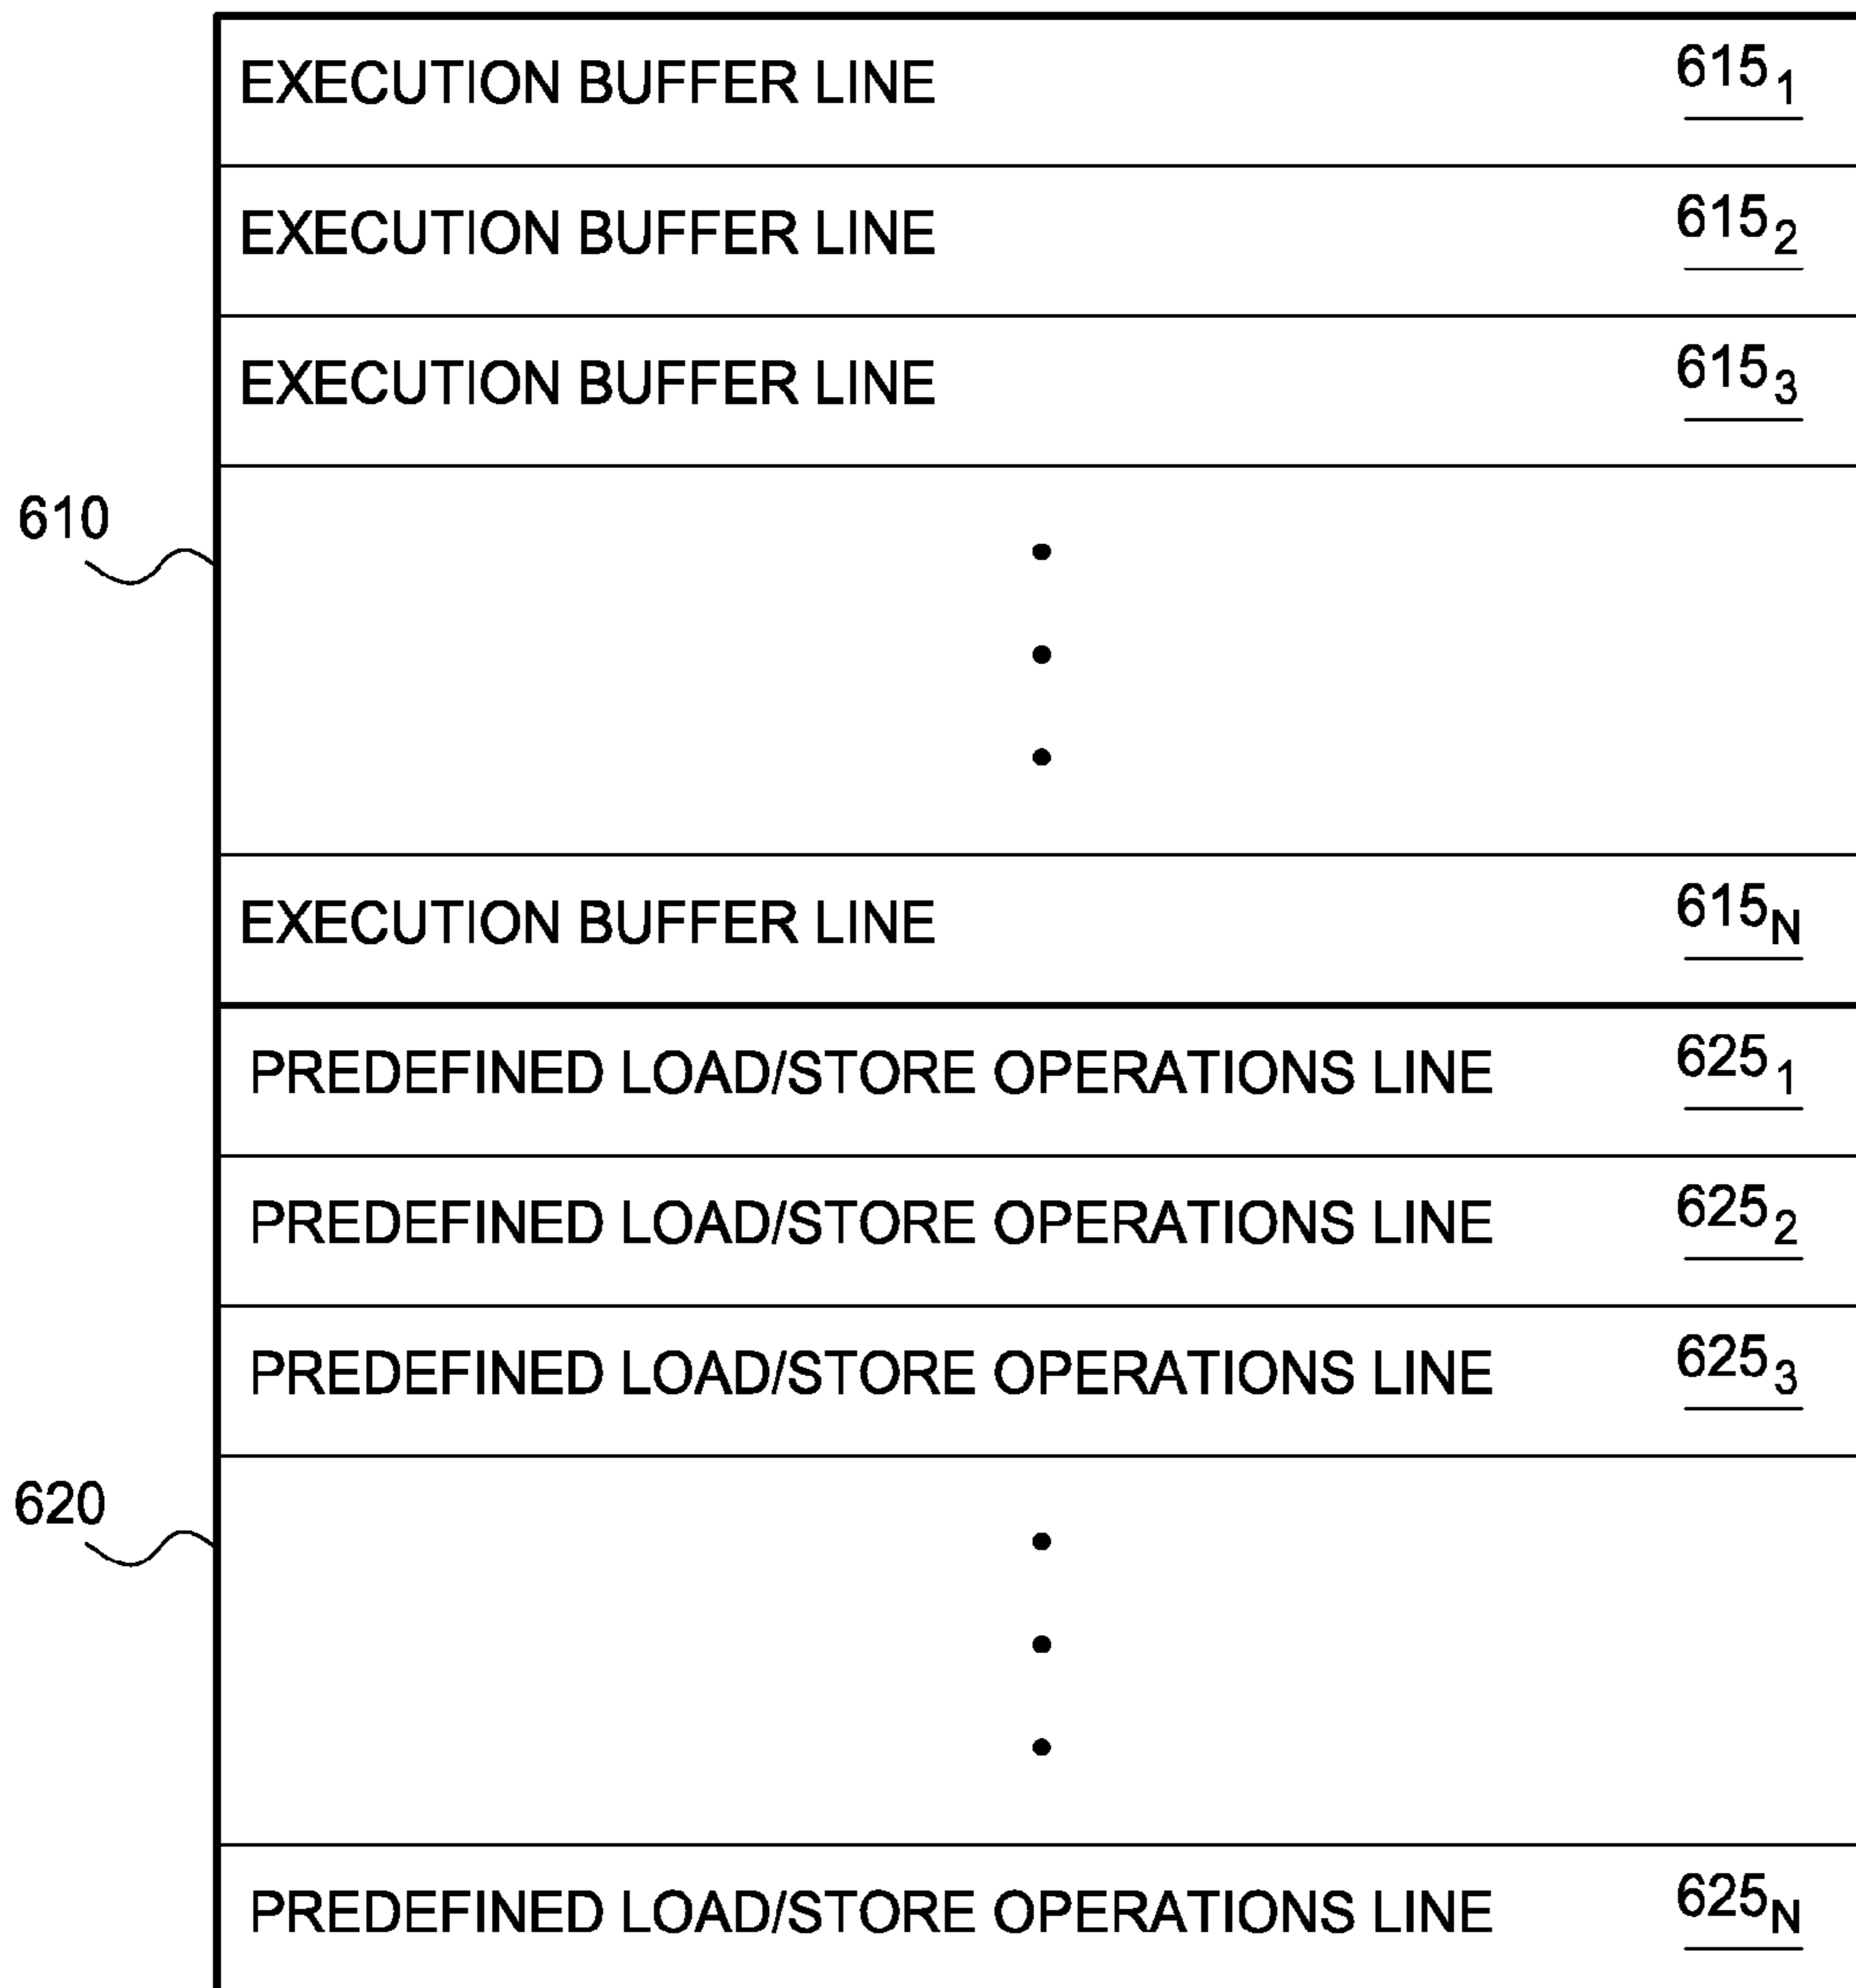 EXECUTION BUFFER LINE 615₁
EXECUTION BUFFER LINE 615₂
EXECUTION BUFFER LINE 615₃
610
EXECUTION BUFFER LINE 615N
PREDEFINED LOAD/STORE OPERATIONS LINE 625₁
PREDEFINED LOAD/STORE OPERATIONS LINE 625₂
PREDEFINED LOAD/STORE OPERATIONS LINE 625₃
620
PREDEFINED LOAD/STORE OPERATIONS LINE 625N